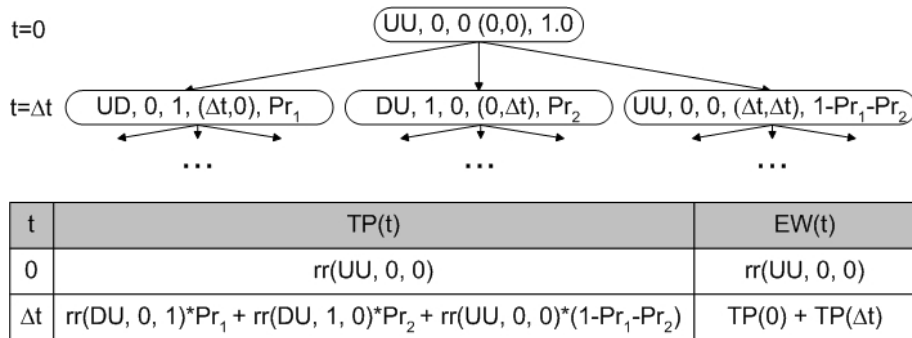 t=0
UU, 0, 0 (0,0), 1.0
t=Δt UD, 0, 1, (Δt,0), Pr₁ DU, 1, 0, (0,Δt), Pr₂ UU, 0, 0, (Δt,Δt), 1-Pr₁-Pr₂
... ... ...
t TP(t) EW(t)
0 rr(UU, 0, 0) rr(UU, 0, 0)
Δt rr(DU, 0, 1)*Pr₁ + rr(DU, 1, 0)*Pr₂ + rr(UU, 0, 0)*(1-Pr₁-Pr₂) TP(0) + TP(Δt)